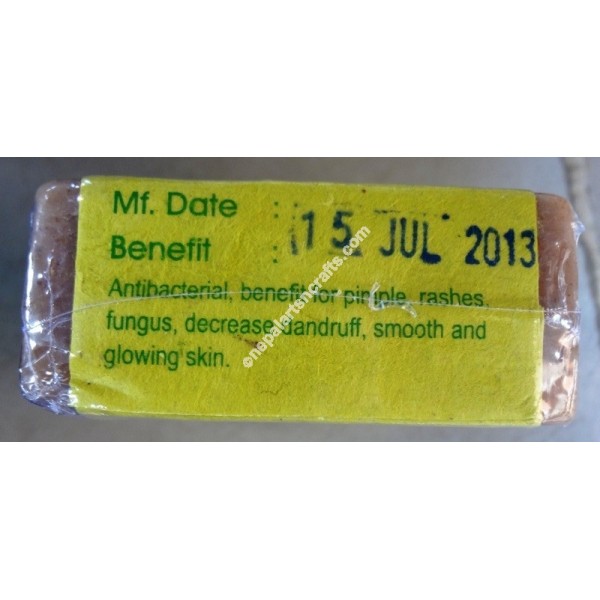 Mf. Date : 15 JUL 2013
Benefit :
Antibacterial, benefit for pimple, rashes,
fungus, decrease dandruff, smooth and
glowing skin.
©nepalartencrafts.com